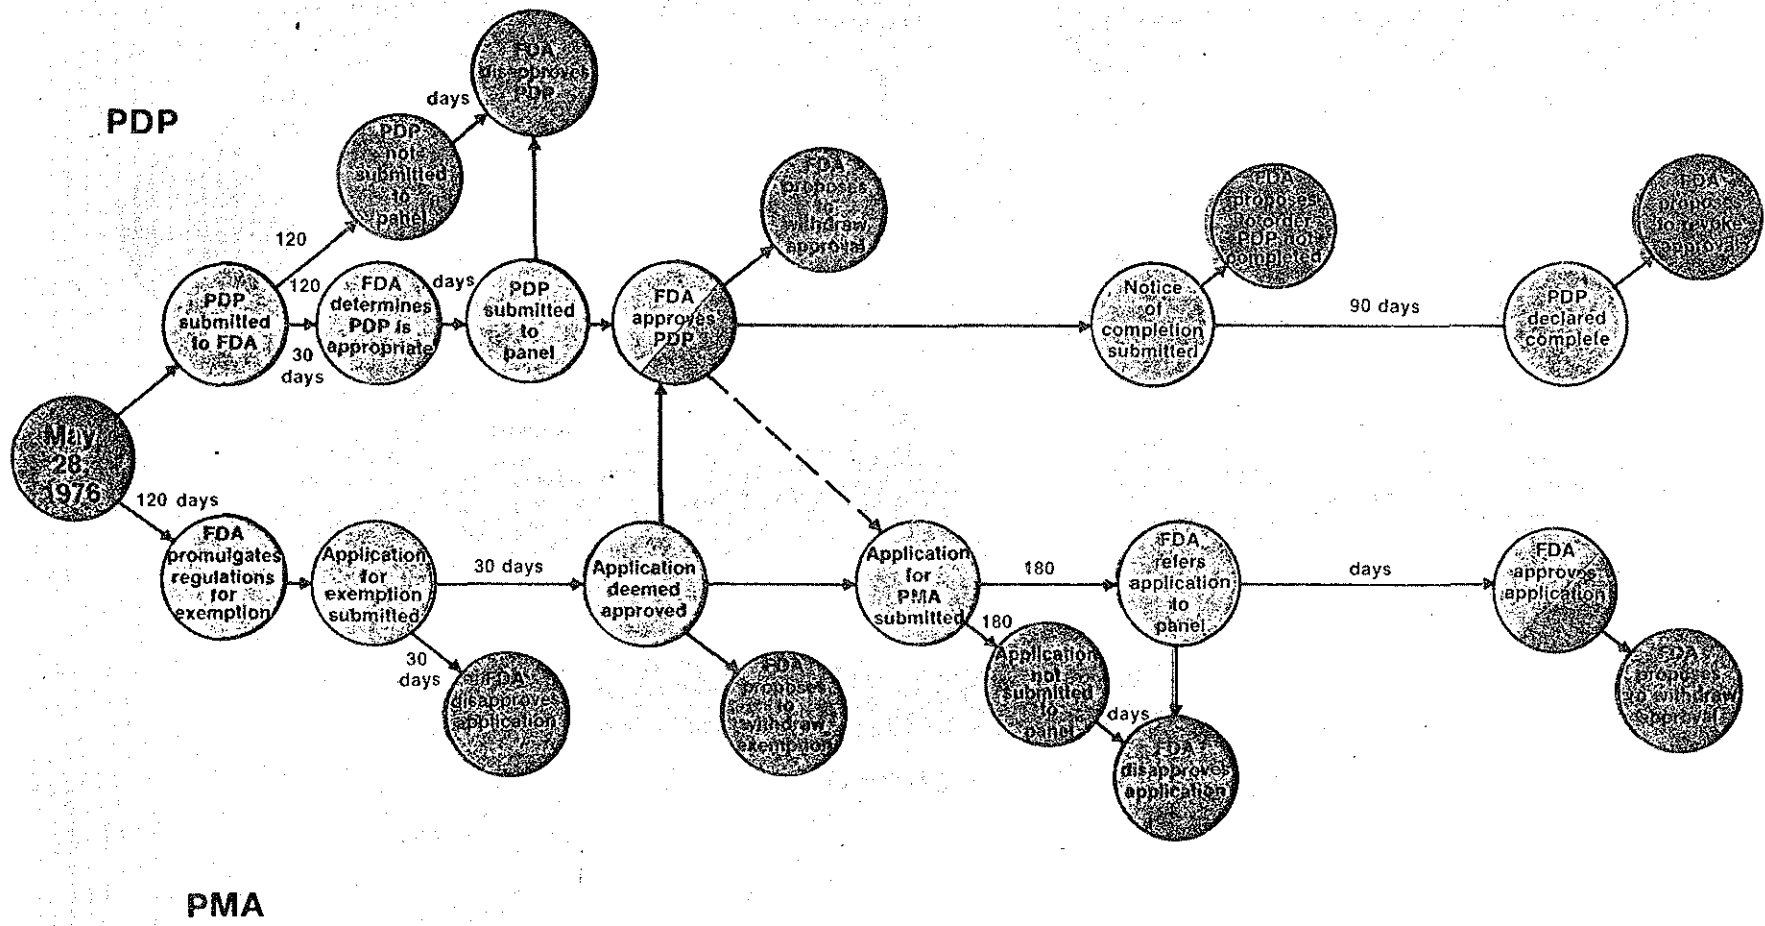 PDP
FDA
disapproves
PDP
days
PDP
not
submitted
to
panel
120
PDP
submitted
to FDA
120
30
days
FDA
determines
PDP is
appropriate
days
PDP
submitted
to
panel
FDA
approves
PDP
FDA
proposes
to
withdraw
approval
Notice
of
completion
submitted
FDA
proposes
to order
PDP not
completed
90 days
PDP
declared
complete
FDA
proposes
to revoke
approval
May
28,
1976
120 days
FDA
promulgates
regulations
for
exemption
Application
for
exemption
submitted
30 days
30
days
FDA
disapproves
application
Application
deemed
approved
FDA
proposes
to
withdraw
exemption
Application
for
PMA
submitted
180
180
Application
not
submitted
to
panel
days
FDA
refers
application
to
panel
FDA
disapproves
application
days
FDA
approves
application
FDA
proposes
to withdraw
approval
PMA